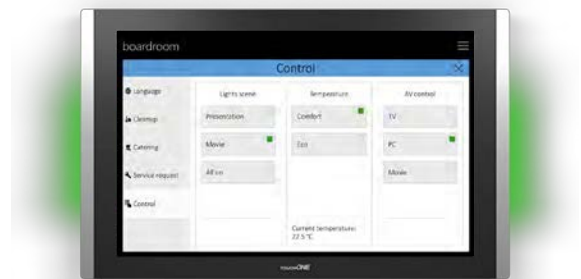 boardroom
Control
Language
Lights scene
Temperature
AV control
Cleanup
Presentation
Comfort
TV
Catering
Movie
Eco
PC
Service request
All on
Movie
Control
Current temperature:
22.5 °C